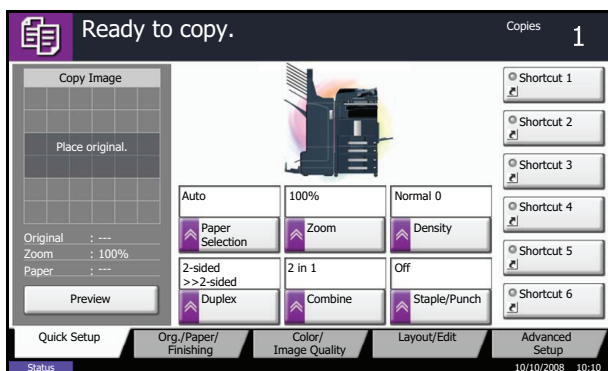 Ready to copy.
Copies
1
Copy Image
Place original.
Original : ---
Zoom : 100%
Paper : ---
Preview
Auto
Paper
Selection
100%
Zoom
Normal 0
Density
2-sided
>>2-sided
Duplex
2 in 1
Combine
Off
Staple/Punch
Shortcut 1
Shortcut 2
Shortcut 3
Shortcut 4
Shortcut 5
Shortcut 6
Quick Setup
Org./Paper/
Finishing
Color/
Image Quality
Layout/Edit
Advanced
Setup
Status
10/10/2008 10:10